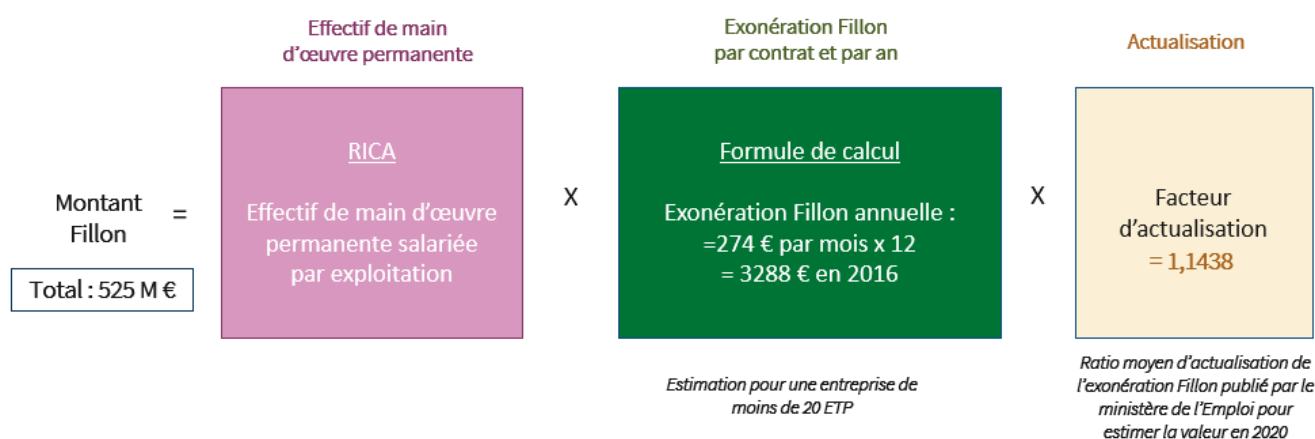 Effectif de main
d'œuvre permanente
Exonération Fillon
par contrat et par an
Actualisation
Montant
Fillon
=
Total : 525 M €
RICA
Effectif de main d'œuvre
permanente salariée
par exploitation
X
Formule de calcul
Exonération Fillon annuelle :
=274 € par mois x 12
= 3288 € en 2016
X
Facteur
d'actualisation
= 1,1438
Estimation pour une entreprise de
moins de 20 ETP
Ratio moyen d'actualisation de
l'exonération Fillon publié par le
ministère de l'Emploi pour
estimer la valeur en 2020